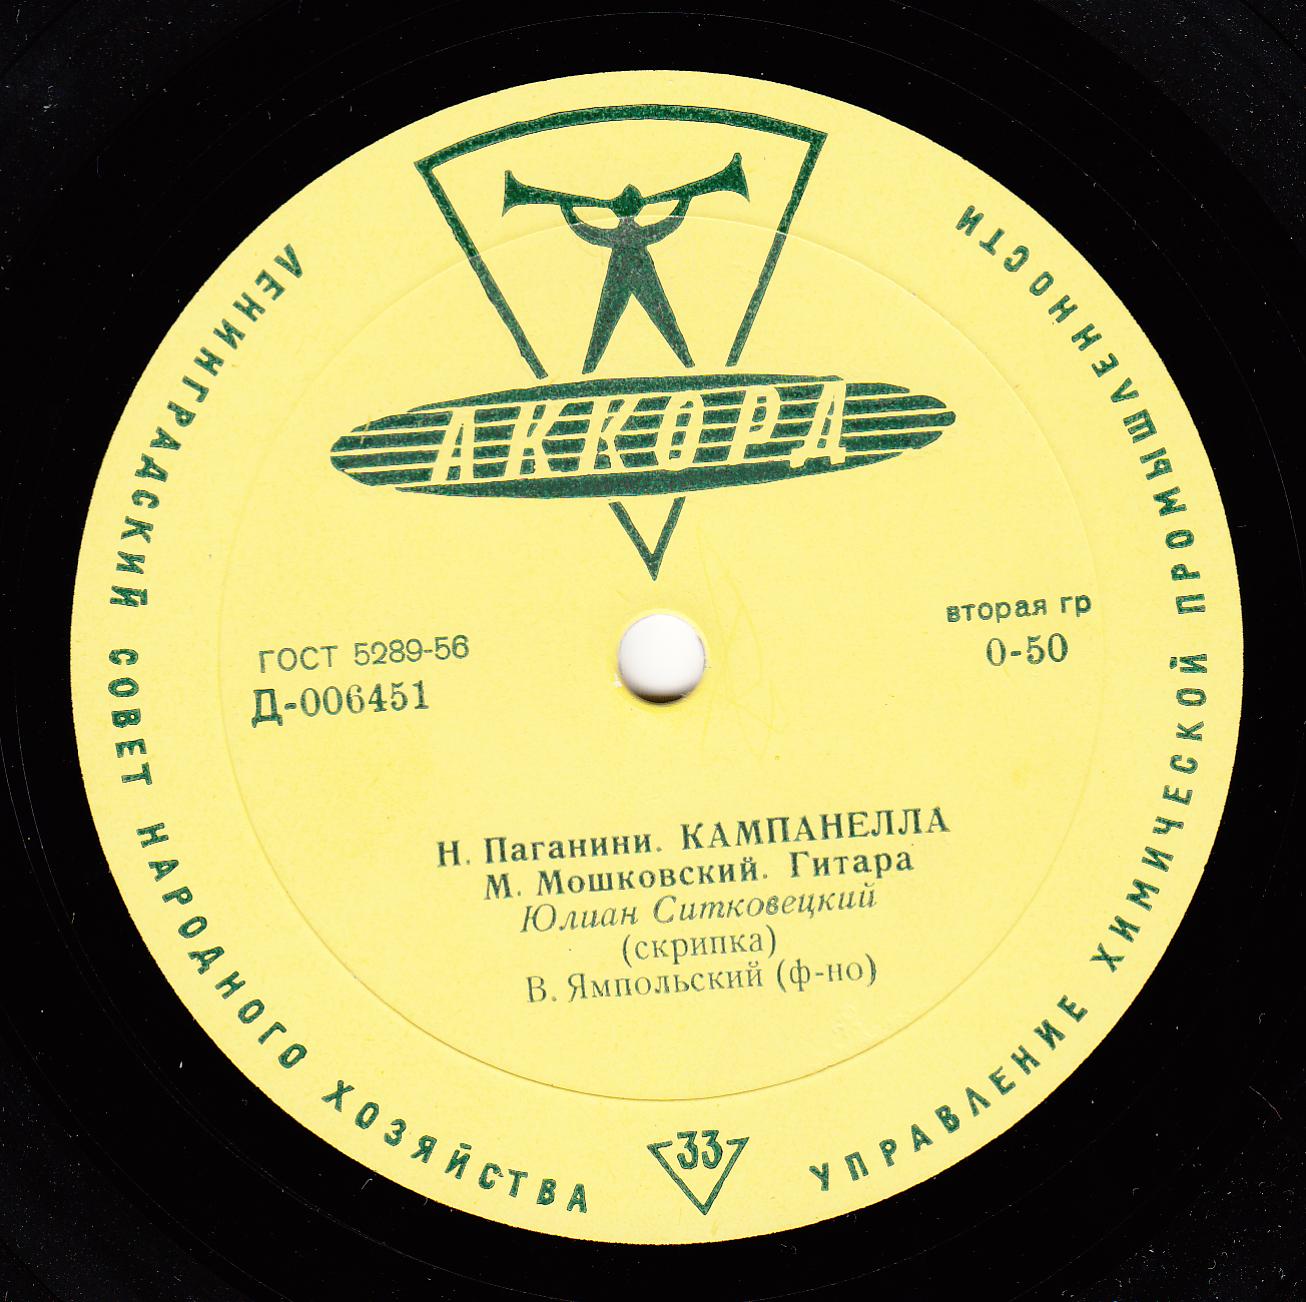 АККОРД
ЛЕНИНГРАДСКИЙ СОВЕТ НАРОДНОГО ХОЗЯЙСТВА
УПРАВЛЕНИЕ ХИМИЧЕСКОЙ ПРОМЫШЛЕННОСТИ
ГОСТ 5289-56
Д-006451
вторая гр
0-50
Н. Паганини. КАМПАНЕЛЛА
М. Мошковский. Гитара
Юлиан Ситковецкий
(скрипка)
В. Ямпольский (ф-но)
33